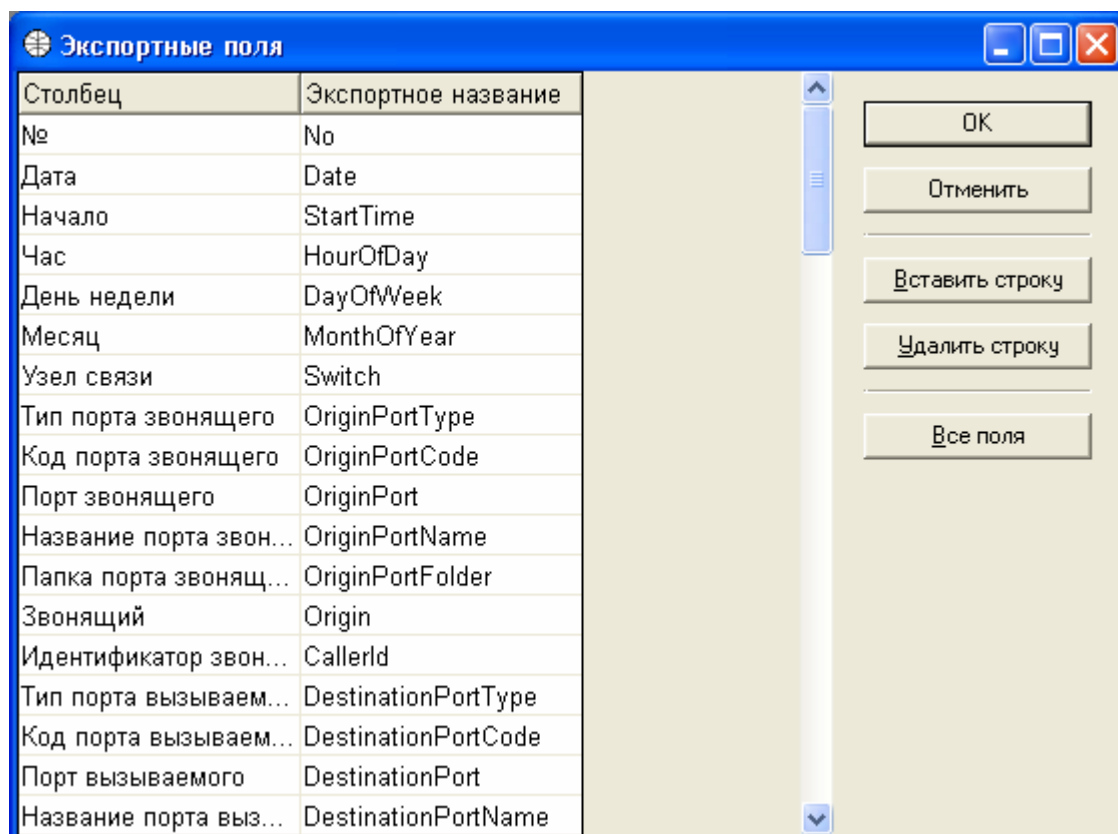 Экспортные поля
Столбец Экспортное название
№ No
Дата Date
Начало StartTime
Час HourOfDay
День недели DayOfWeek
Месяц MonthOfYear
Узел связи Switch
Тип порта звонящего OriginPortType
Код порта звонящего OriginPortCode
Порт звонящего OriginPort
Название порта звон... OriginPortName
Папка порта звонящ... OriginPortFolder
Звонящий Origin
Идентификатор звон... CallerId
Тип порта вызываем... DestinationPortType
Код порта вызываем... DestinationPortCode
Порт вызываемого DestinationPort
Название порта выз... DestinationPortName
OK
Отменить
Вставить строку
Удалить строку
Все поля